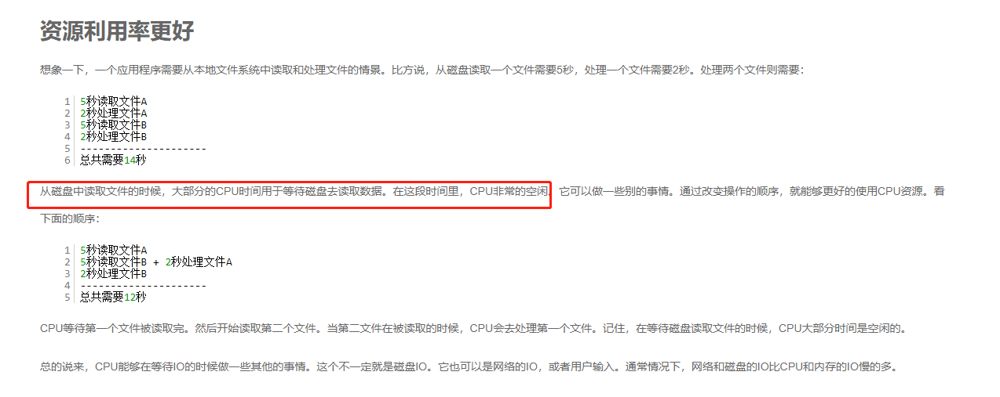 资源利用率更好
想象一下，一个应用程序需要从本地文件系统中读取和处理文件的情景。比方说，从磁盘读取一个文件需要5秒，处理一个文件需要2秒。处理两个文件则需要：
1 5秒读取文件A
2 2秒处理文件A
3 5秒读取文件B
4 2秒处理文件B
5 ---------------------
6 总共需要14秒
从磁盘中读取文件的时候，大部分的CPU时间用于等待磁盘去读取数据。在这段时间里，CPU非常的空闲。它可以做一些别的事情。通过改变操作的顺序，就能够更好的使用CPU资源。看
下面的顺序：
1 5秒读取文件A
2 5秒读取文件B + 2秒处理文件A
3 2秒处理文件B
4 ---------------------
5 总共需要12秒
CPU等待第一个文件被读取完。然后开始读取第二个文件。当第二文件在被读取的时候，CPU会去处理第一个文件。记住，在等待磁盘读取文件的时候，CPU大部分时间是空闲的。
总的说来，CPU能够在等待IO的时候做一些其他的事情。这个不一定就是磁盘IO。它也可以是网络的IO，或者用户输入。通常情况下，网络和磁盘的IO比CPU和内存的IO慢的多。